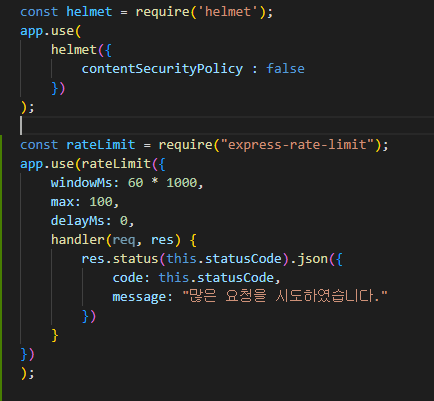 const helmet = require('helmet');
app.use(
helmet({
contentSecurityPolicy : false
})
);
const rateLimit = require("express-rate-limit");
app.use(rateLimit({
windowMs: 60 * 1000,
max: 100,
delayMs: 0,
handler(req, res) {
res.status(this.statusCode).json({
code: this.statusCode,
message: "많은 요청을 시도하였습니다."
})
}
})
);